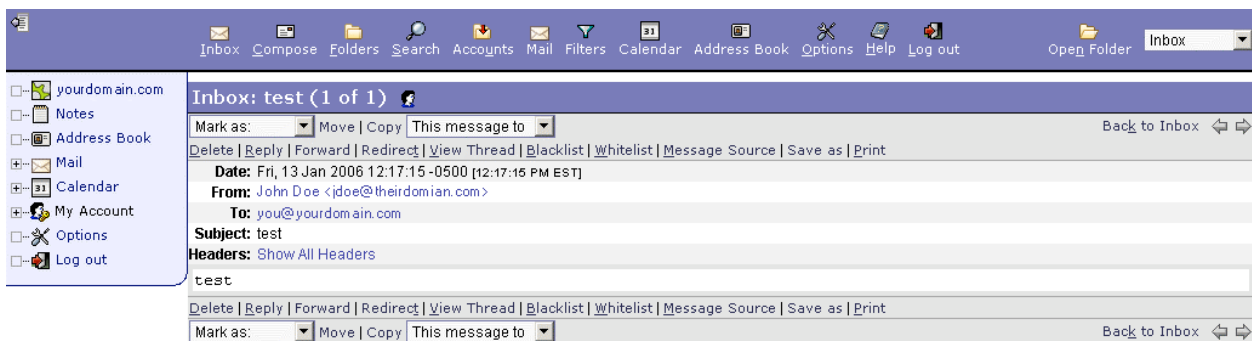 Inbox Compose Folders Search Accounts Mail Filters Calendar Address Book Options Help Log out Open Folder Inbox
yourdomain.com
Notes
Address Book
Mail
Calendar
My Account
Options
Log out
Inbox: test (1 of 1)
Mark as: Move | Copy This message to Back to Inbox
Delete | Reply | Forward | Redirect | View Thread | Blacklist | Whitelist | Message Source | Save as | Print
Date: Fri, 13 Jan 2006 12:17:15 -0500 [12:17:15 PM EST]
From: John Doe <jdoe@theirdomian.com>
To: you@yourdomain.com
Subject: test
Headers: Show All Headers
test
Delete | Reply | Forward | Redirect | View Thread | Blacklist | Whitelist | Message Source | Save as | Print
Mark as: Move | Copy This message to Back to Inbox